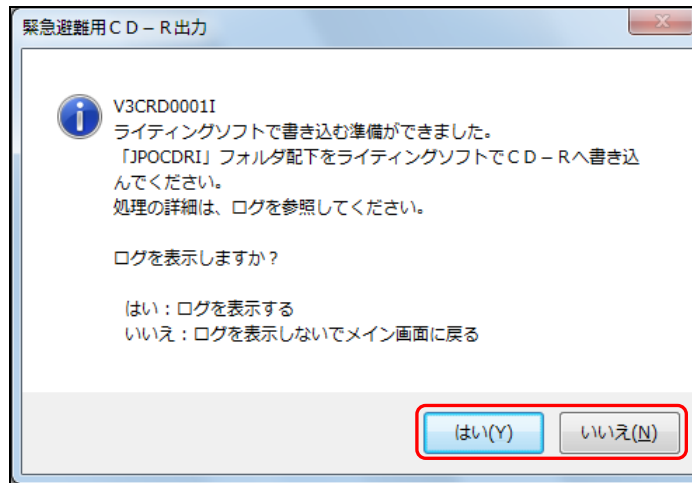 緊急避難用ＣＤ－Ｒ出力
V3CRD0001I
ライティングソフトで書き込む準備ができました。
「JPOCDRI」フォルダ配下をライティングソフトでＣＤ－Ｒへ書き込
んでください。
処理の詳細は、ログを参照してください。
ログを表示しますか？
はい：ログを表示する
いいえ：ログを表示しないでメイン画面に戻る
はい(Y)
いいえ(N)